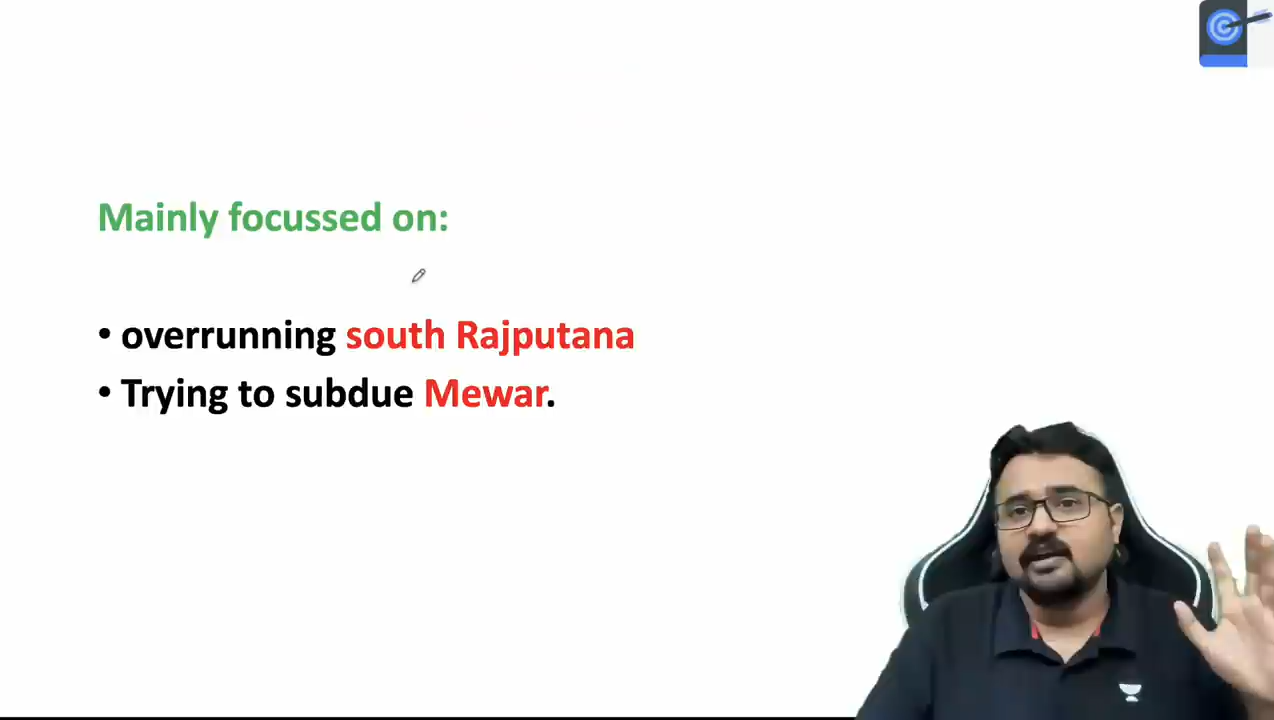 Mainly focussed on:
• overrunning south Rajputana
• Trying to subdue Mewar.